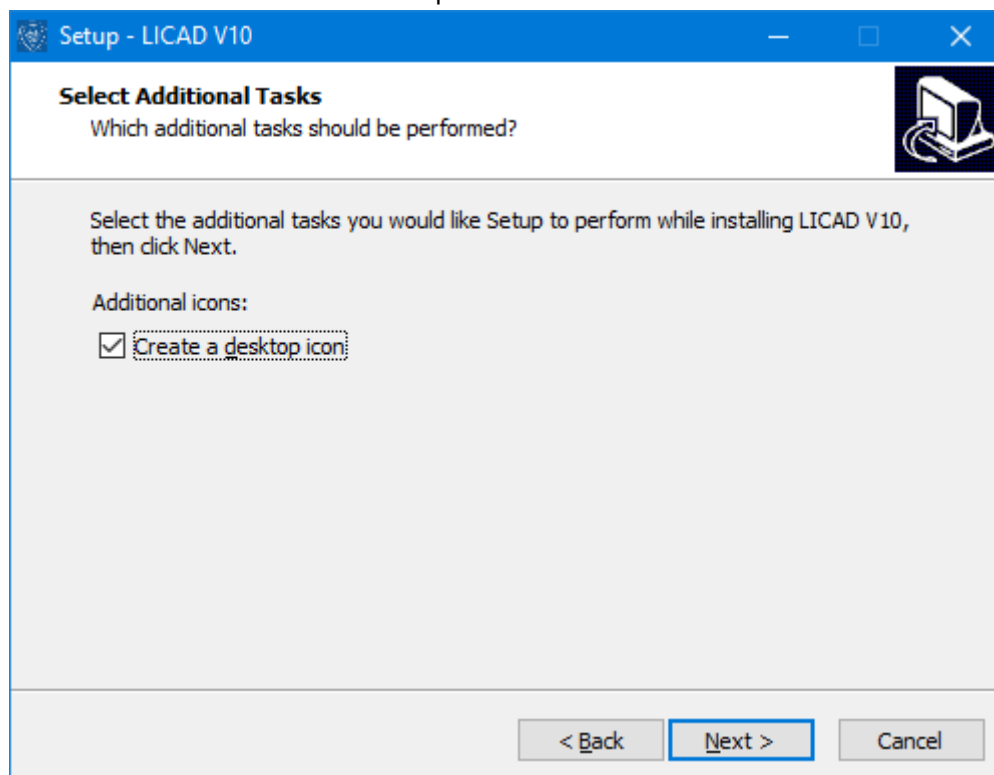 Setup - LICAD V10
Select Additional Tasks
Which additional tasks should be performed?
Select the additional tasks you would like Setup to perform while installing LICAD V10,
then click Next.
Additional icons:
Create a desktop icon
< Back Next > Cancel